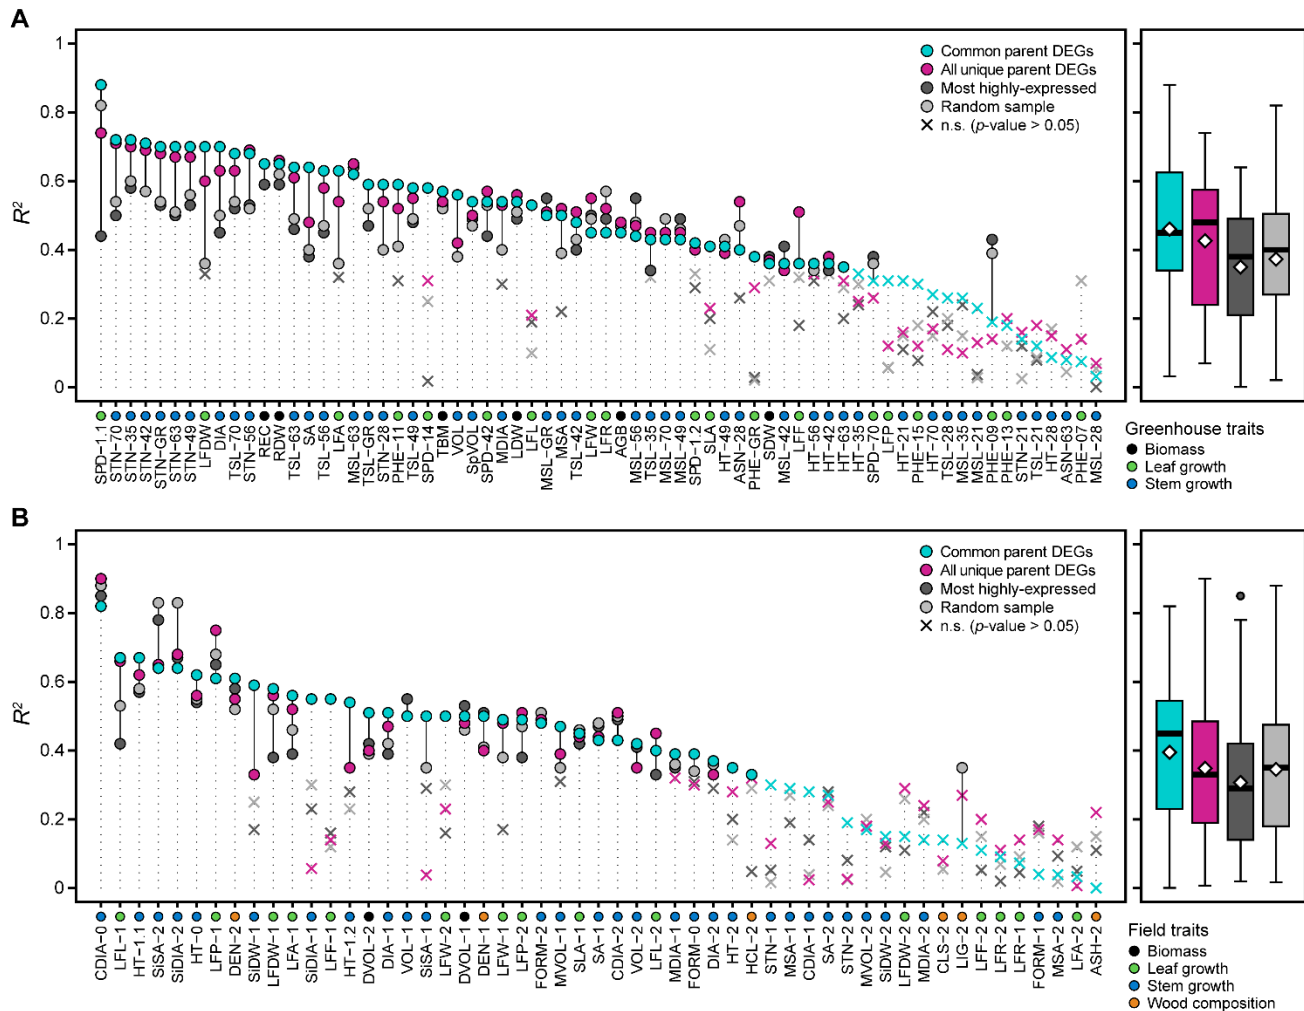 A
R²
1
0.8
0.6
0.4
0.2
0
Common parent DEGs
All unique parent DEGs
Most highly-expressed
Random sample
n.s. (p-value > 0.05)
SPD-1.1
STN-70
STN-35
STN-42
STN-GR
STN-63
STN-49
LFDW
DIA
TSL-70
STN-56
REC
RDW
TSL-63
SA
TSL-56
LFA
MSL-63
TSL-GR
STN-28
PHE-11
TSL-49
SPD-14
TBM
VOL
SpVOL
SPD-42
MDIA
LDW
LFL
MSL-GR
MSA
TSL-42
LFW
LFR
AGB
MSL-56
TSL-35
MSL-70
MSL-49
SPD-1.2
SLA
HT-49
ASN-28
PHE-GR
SDW
MSL-42
LFF
HT-56
HT-42
HT-63
HT-35
SPD-70
LFP
HT-21
PHE-15
HT-70
TSL-28
MSL-35
MSL-21
PHE-09
PHE-13
STN-21
TSL-21
HT-28
ASN-63
PHE-07
MSL-28
Greenhouse traits
Biomass
Leaf growth
Stem growth
B
R²
1
0.8
0.6
0.4
0.2
0
Common parent DEGs
All unique parent DEGs
Most highly-expressed
Random sample
n.s. (p-value > 0.05)
CDIA-0
LFL-1
HT-1.1
SiSA-2
SiDIA-2
HT-0
LFP-1
DEN-2
SiDW-1
LFDW-1
LFA-1
SiDIA-1
LFF-1
HT-1.2
DVOL-2
DIA-1
VOL-1
SiSA-1
LFW-2
DVOL-1
DEN-1
LFW-1
LFP-2
FORM-2
MVOL-1
SLA-1
SA-1
CDIA-2
VOL-2
LFL-2
MDIA-1
FORM-0
DIA-2
HT-2
HCL-2
STN-1
MSA-1
CDIA-1
SA-2
STN-2
MVOL-2
SiDW-2
LFDW-2
MDIA-2
CLS-2
LIG-2
LFF-2
LFR-2
LFR-1
FORM-1
MSA-2
LFA-2
ASH-2
Field traits
Biomass
Leaf growth
Stem growth
Wood composition